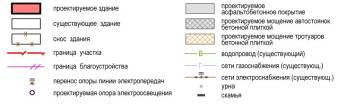 проектируемое здание
существующее здание
снос здания
граница участка
граница благоустройства
перенос опоры линии электропередач
проектируемая опора электроосвещения
проектируемое
асфальтобетонное покрытие
проектируемое мощение автостоянок
бетонной плиткой
проектируемое мощение тротуаров
бетонной плиткой
В
водопровод (существующий)
Г
сети газоснабжения (существующ.)
сети электроснабжения (существующ.)
урна
скамья